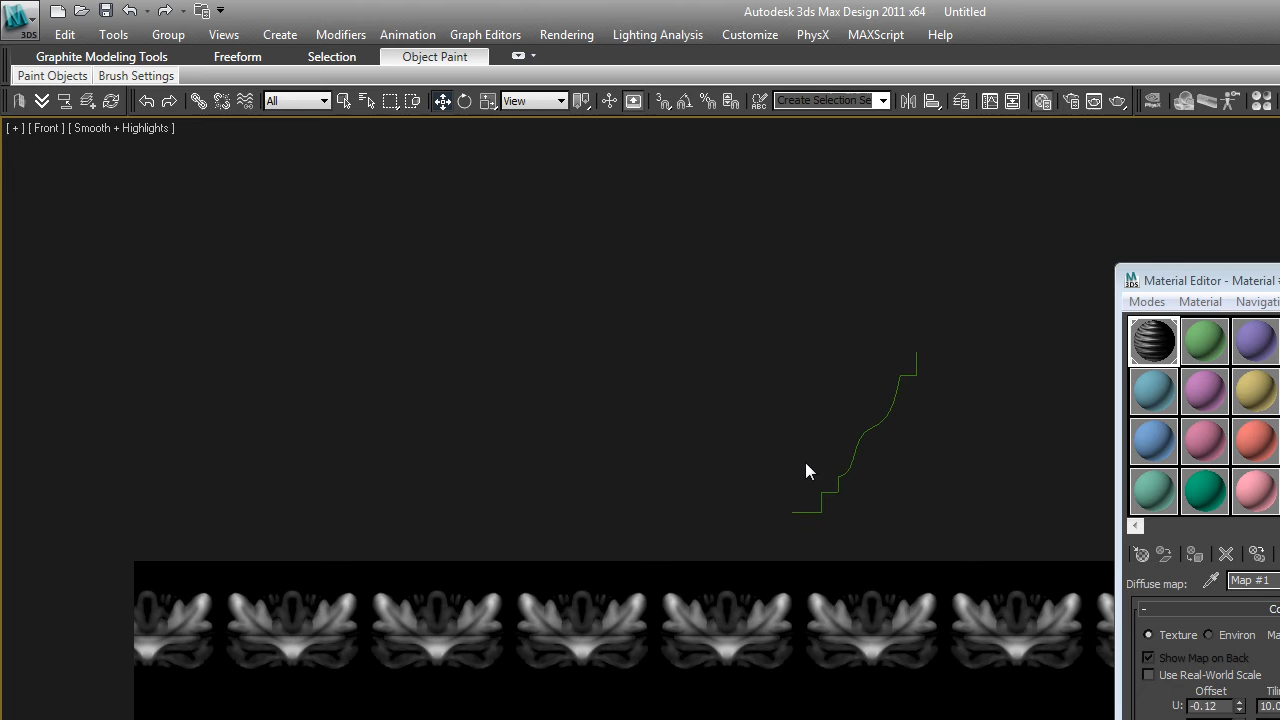 Autodesk 3ds Max Design 2011 x64 Untitled
3DS
Edit Tools Group Views Create Modifiers Animation Graph Editors Rendering Lighting Analysis Customize PhysX MAXScript Help
Graphite Modeling Tools Freeform Selection Object Paint
Paint Objects Brush Settings
All View Create Selection Se
[ + ] [ Front ] [ Smooth + Highlights ]
Material Editor - Material
Modes Material Navigati
Diffuse map: Map #1
Texture Environ Ma
Show Map on Back
Use Real-World Scale
Offset Tili
U: -0.12 10.0